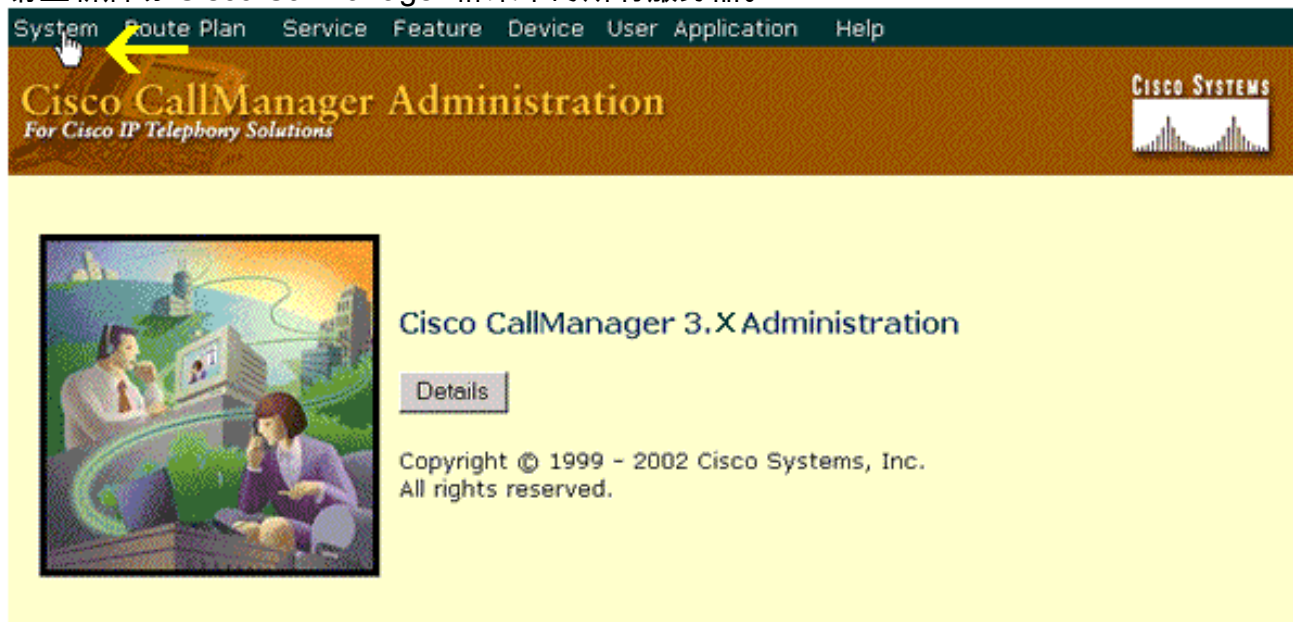 System Route Plan Service Feature Device User Application Help
Cisco CallManager Administration
For Cisco IP Telephony Solutions
CISCO SYSTEMS
Cisco CallManager 3.X Administration
Details
Copyright © 1999 - 2002 Cisco Systems, Inc.
All rights reserved.